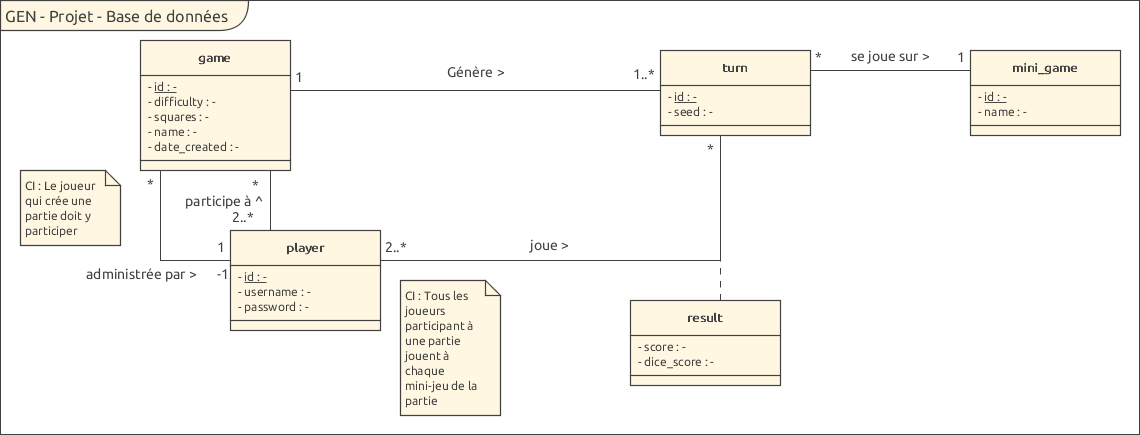 GEN - Projet - Base de données
game
- id : -
- difficulty : -
- squares : -
- name : -
- date_created : -
1
Génère >
1..*
turn
- id : -
- seed : -
*
se joue sur >
1
mini_game
- id : -
- name : -
CI : Le joueur
qui crée une
partie doit y
participer
*
*
participe à ^
2..*
*
1
administrée par >
-1
player
- id : -
- username : -
- password : -
2..*
joue >
CI : Tous les
joueurs
participant à
une partie
jouent à
chaque
mini-jeu de la
partie
result
- score : -
- dice_score : -